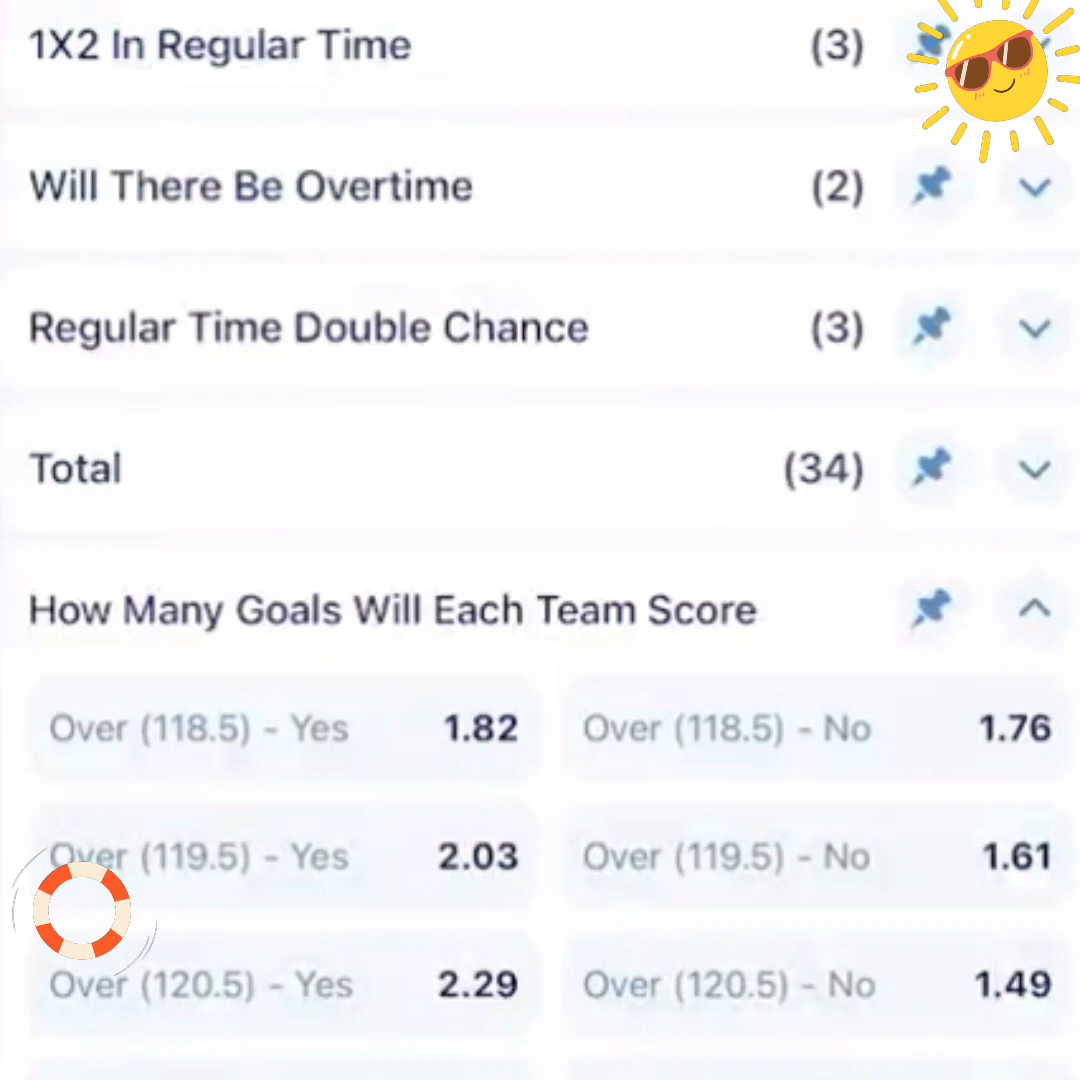 1X2 In Regular Time (3)
Will There Be Overtime (2)
Regular Time Double Chance (3)
Total (34)
How Many Goals Will Each Team Score
Over (118.5) - Yes 1.82 Over (118.5) - No 1.76
Over (119.5) - Yes 2.03 Over (119.5) - No 1.61
Over (120.5) - Yes 2.29 Over (120.5) - No 1.49